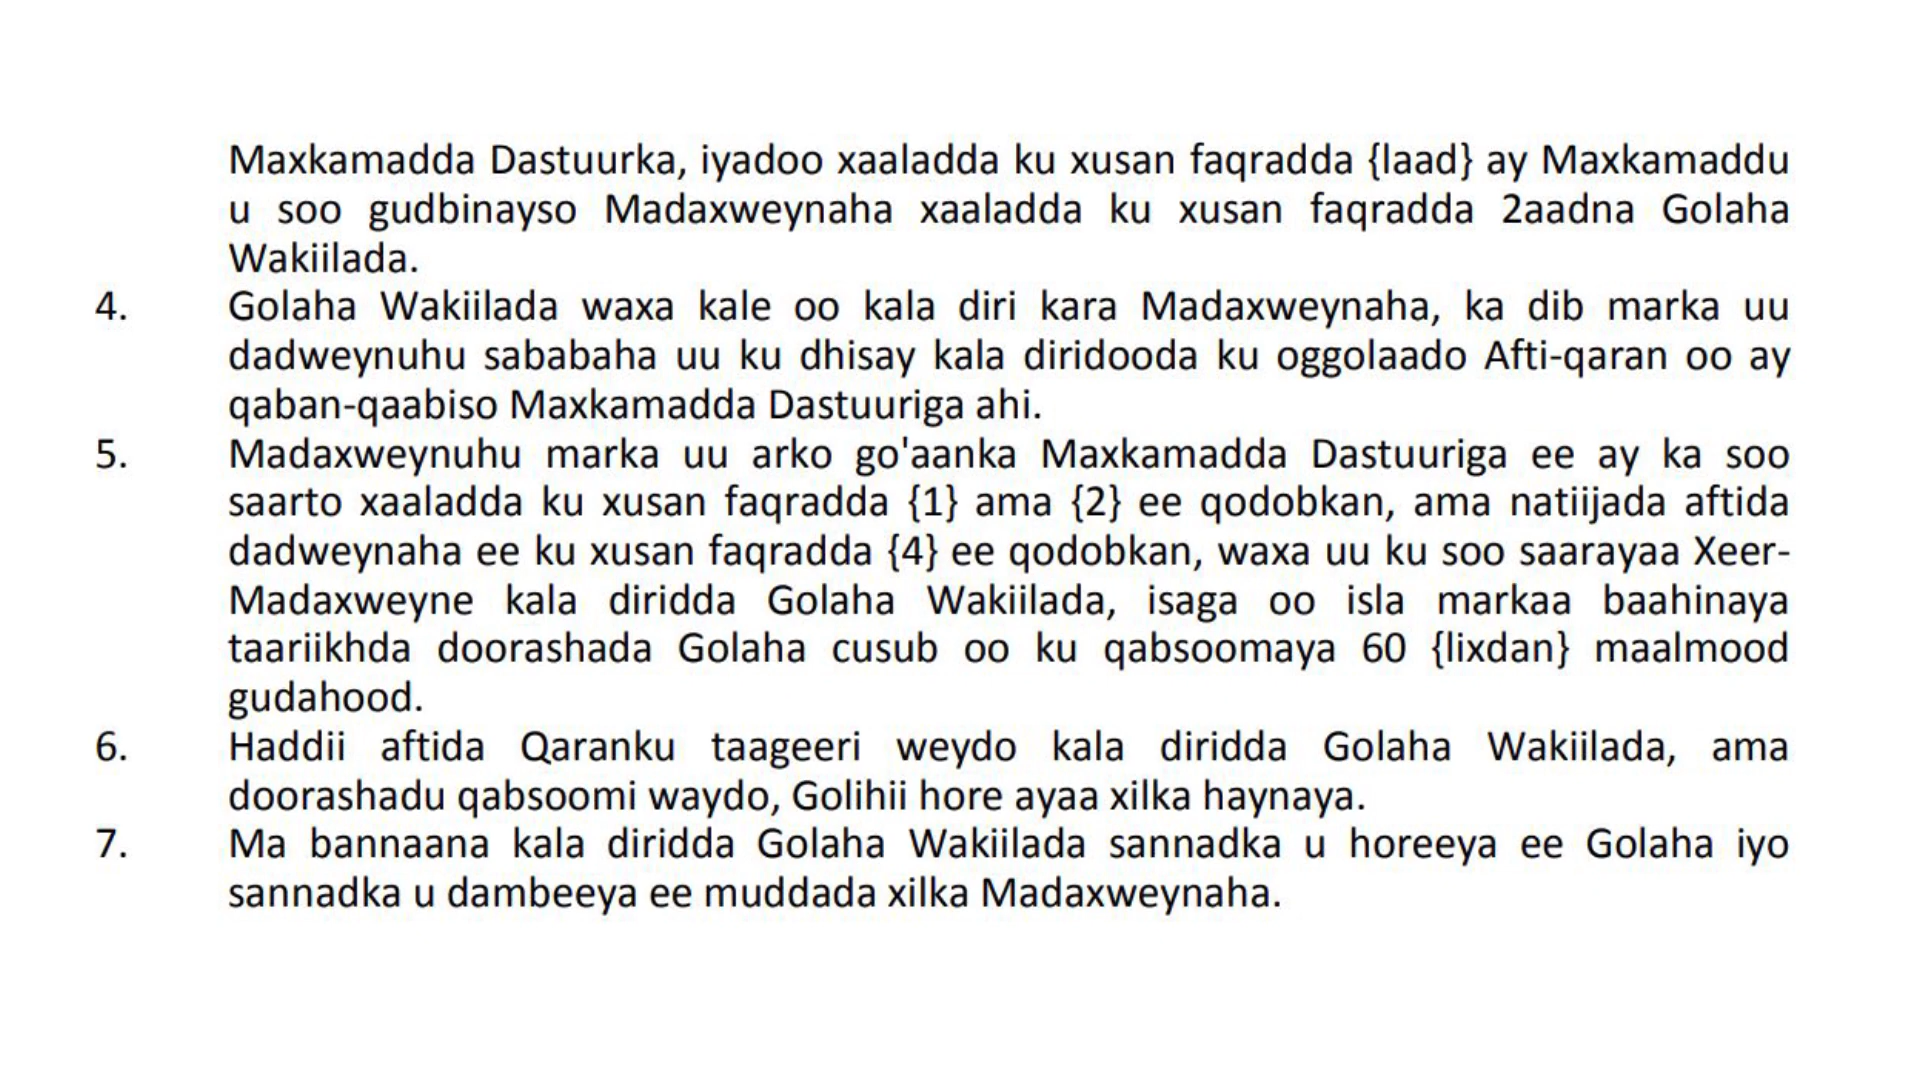 Maxkamadda Dastuurka, iyadoo xaaladda ku xusan faqradda {laad} ay Maxkamaddu
u soo gudbinayso Madaxweynaha xaaladda ku xusan faqradda 2aadna Golaha
Wakiilada.
4. Golaha Wakiilada waxa kale oo kala diri kara Madaxweynaha, ka dib marka uu
dadweynuhu sababaha uu ku dhisay kala diridooda ku oggolaado Afti-qaran oo ay
qaban-qaabiso Maxkamadda Dastuuriga ahi.
5. Madaxweynuhu marka uu arko go'aanka Maxkamadda Dastuuriga ee ay ka soo
saarto xaaladda ku xusan faqradda {1} ama {2} ee qodobkan, ama natiijada aftida
dadweynaha ee ku xusan faqradda {4} ee qodobkan, waxa uu ku soo saarayaa Xeer-
Madaxweyne kala diridda Golaha Wakiilada, isaga oo isla markaa baahinaya
taariikhda doorashada Golaha cusub oo ku qabsoomaya 60 {lixdan} maalmood
gudahood.
6. Haddii aftida Qaranku taageeri weydo kala diridda Golaha Wakiilada, ama
doorashadu qabsoomi waydo, Golihii hore ayaa xilka haynaya.
7. Ma bannaana kala diridda Golaha Wakiilada sannadka u horeeya ee Golaha iyo
sannadka u dambeeya ee muddada xilka Madaxweynaha.